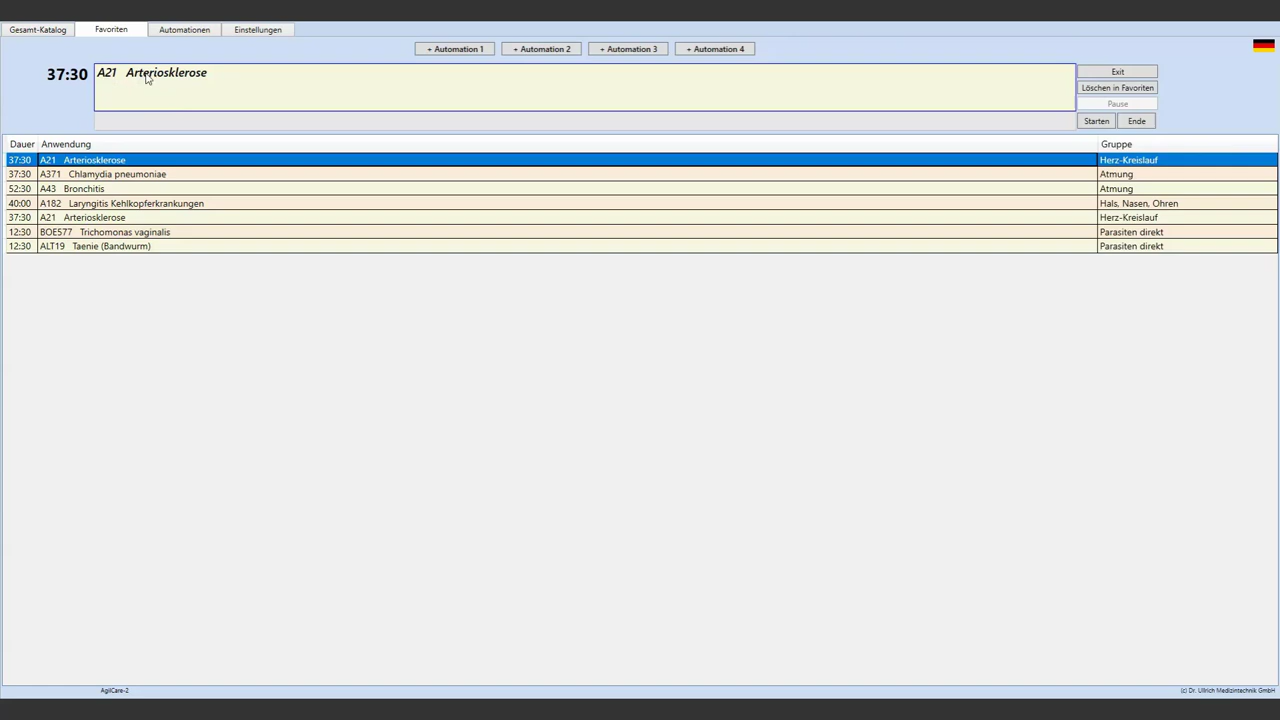 Gesamt-Katalog Favoriten Automationen Einstellungen
+ Automation 1 + Automation 2 + Automation 3 + Automation 4
37:30 A21 Arteriosklerose
Exit
Löschen in Favoriten
Pause
Starten Ende
Dauer Anwendung Gruppe
37:30 A21 Arteriosklerose Herz-Kreislauf
37:30 A371 Chlamydia pneumoniae Atmung
52:30 A43 Bronchitis Atmung
40:00 A182 Laryngitis Kehlkopferkrankungen Hals, Nasen, Ohren
37:30 A21 Arteriosklerose Herz-Kreislauf
12:30 BOE577 Trichomonas vaginalis Parasiten direkt
12:30 ALT19 Taenie (Bandwurm) Parasiten direkt
AgilCare-2 (c) Dr. Ullrich Medizintechnik GmbH